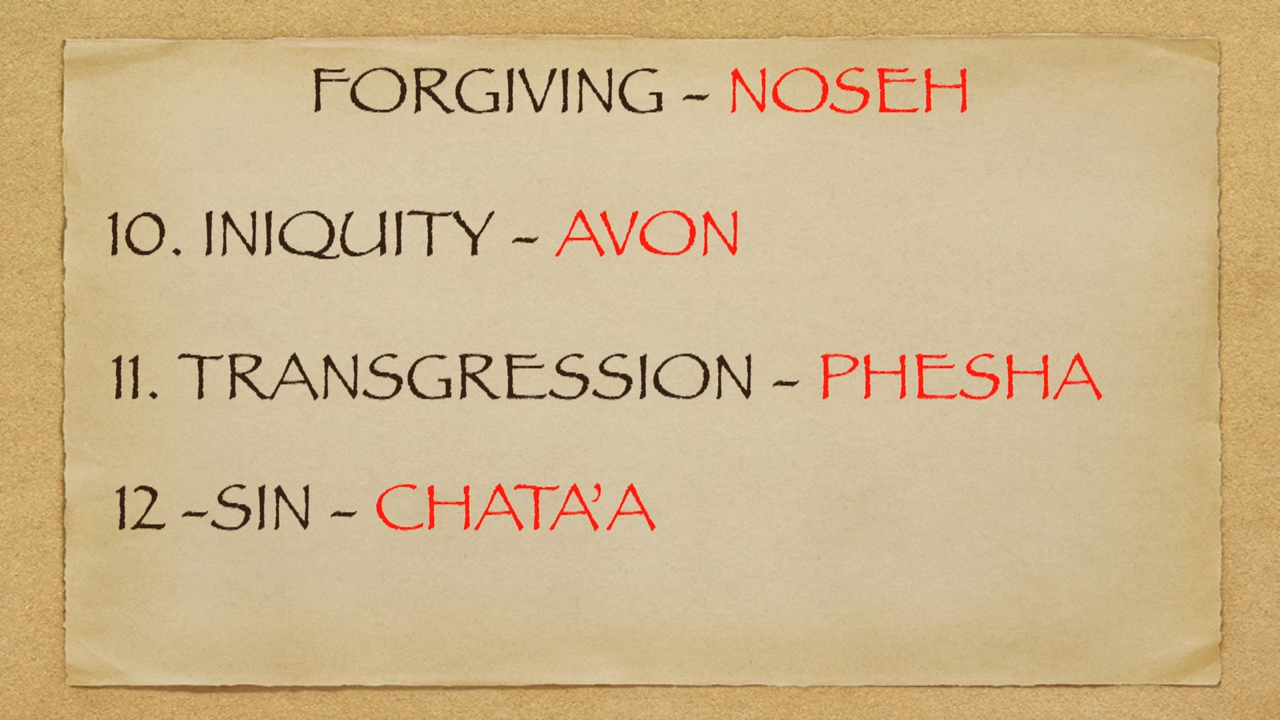 FORGIVING - NOSEH
10. INIQUITY - AVON
11. TRANSGRESSION - PHESHA
12 -SIN - CHATA'A